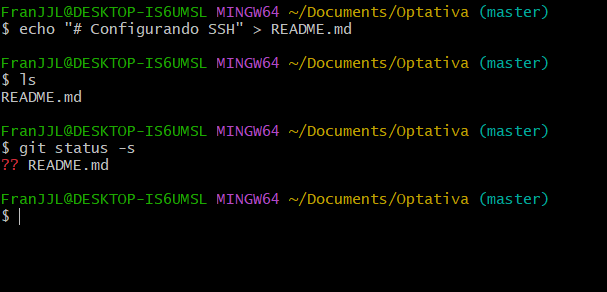 FranJJL@DESKTOP-IS6UMSL MINGW64 ~/Documents/Optativa (master)
$ echo "# Configurando SSH" > README.md
FranJJL@DESKTOP-IS6UMSL MINGW64 ~/Documents/Optativa (master)
$ ls
README.md
FranJJL@DESKTOP-IS6UMSL MINGW64 ~/Documents/Optativa (master)
$ git status -s
?? README.md
FranJJL@DESKTOP-IS6UMSL MINGW64 ~/Documents/Optativa (master)
$